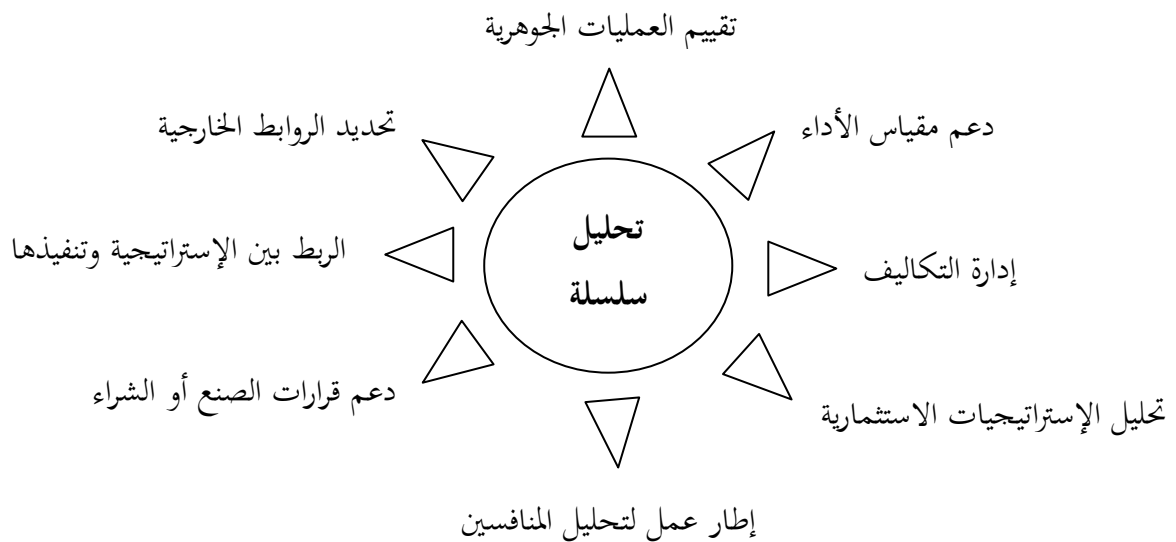 تقييم العمليات الجوهرية
دعم مقياس الأداء
تحديد الروابط الخارجية
تحليل
سلسلة
إدارة التكاليف
الربط بين الإستراتيجية وتنفيذها
تحليل الإستراتيجيات الاستثمارية
دعم قرارات الصنع أو الشراء
إطار عمل لتحليل المنافسين